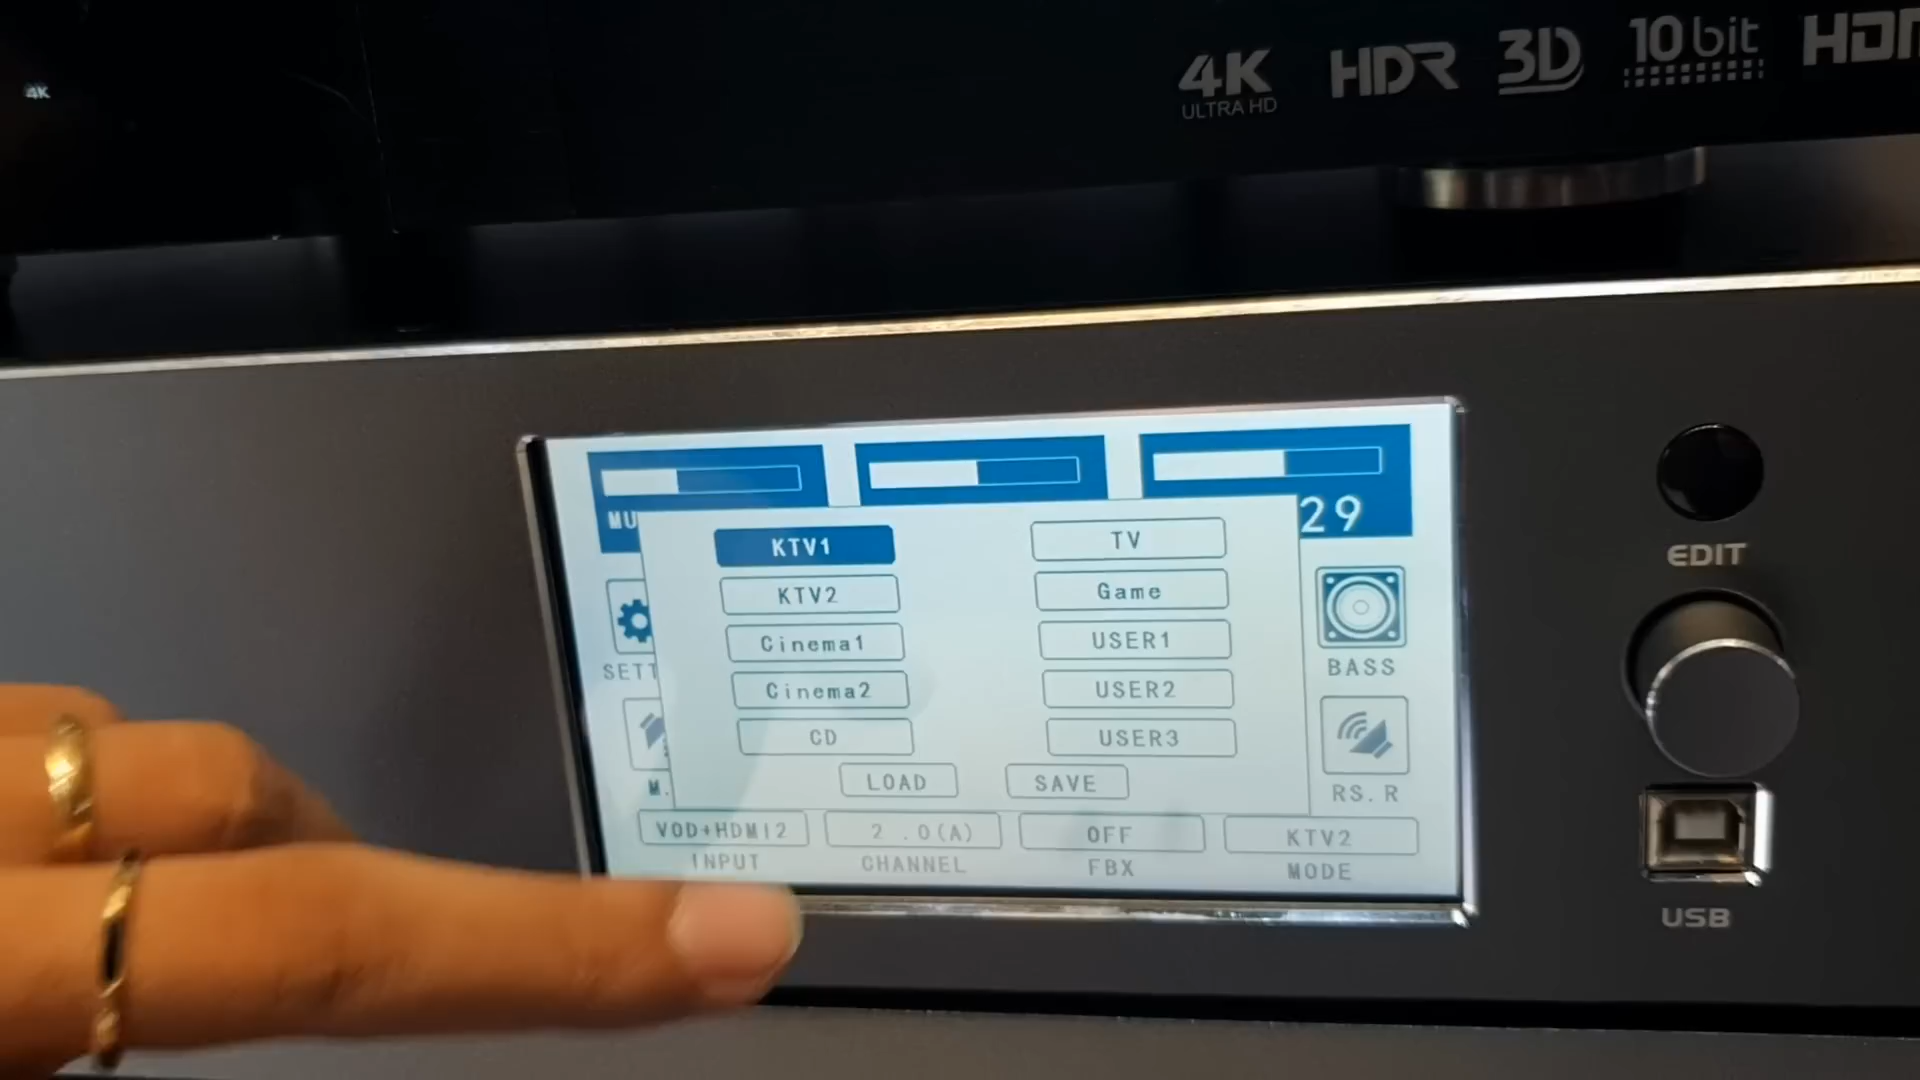 4K
4K HDR 3D 10bit
ULTRA HD
29
KTV1 TV
KTV2 Game
Cinema1 USER1
Cinema2 USER2
CD USER3
LOAD SAVE
BASS
RS.R
VOD+HDMI2 2.0(A) OFF KTV2
INPUT CHANNEL FBX MODE
EDIT
USB